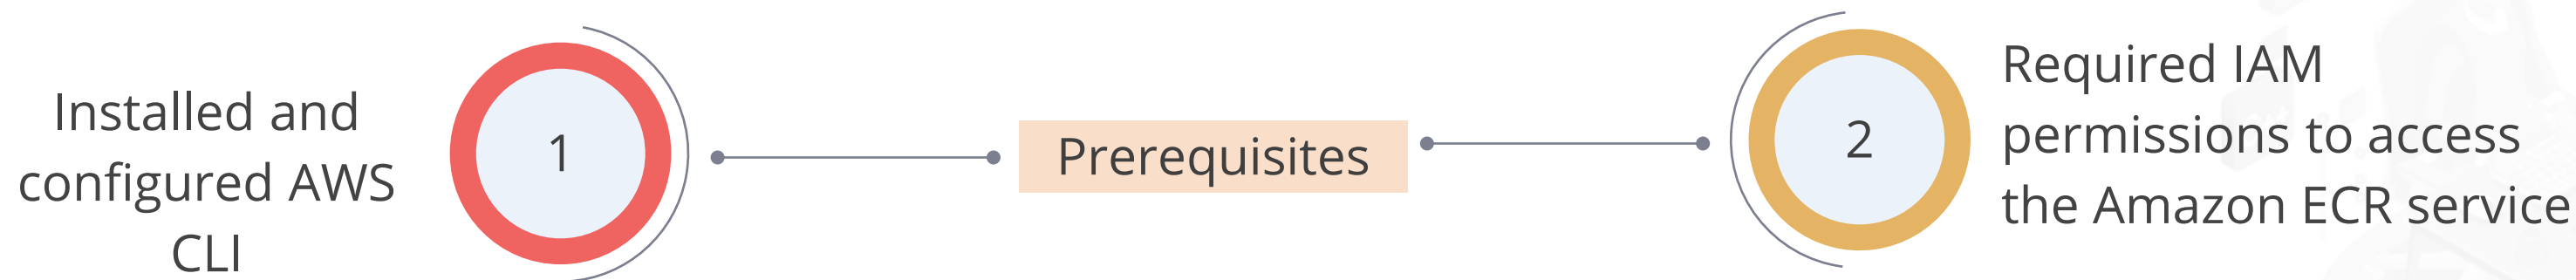 Installed and
configured AWS
CLI
1
Prerequisites
2
Required IAM
permissions to access
the Amazon ECR service